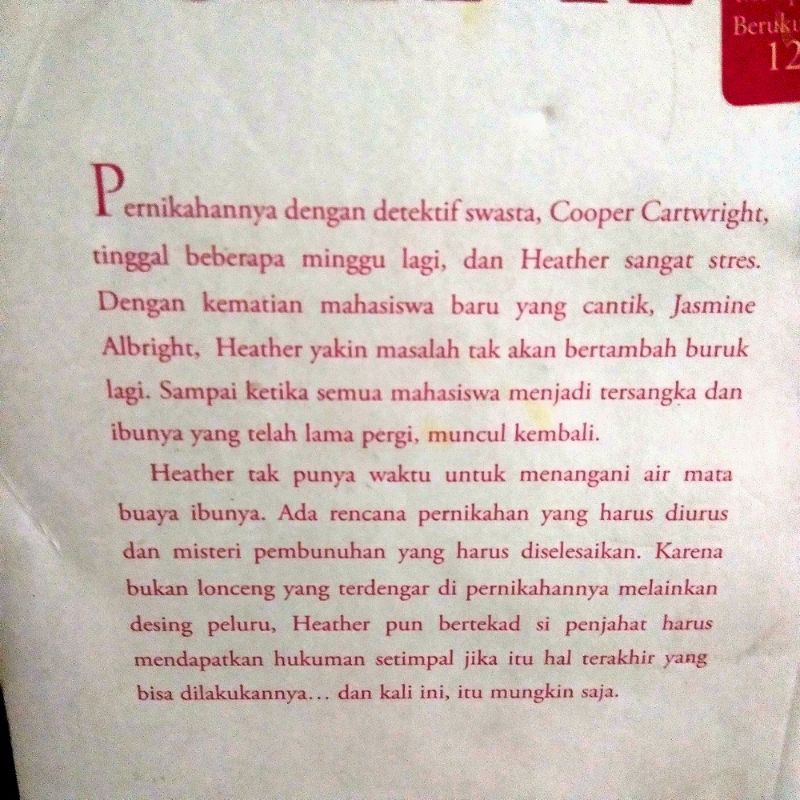 Beruku
12
Pernikahannya dengan detektif swasta, Cooper Cartwright,
tinggal beberapa minggu lagi, dan Heather sangat stres.
Dengan kematian mahasiswa baru yang cantik, Jasmine
Albright, Heather yakin masalah tak akan bertambah buruk
lagi. Sampai ketika semua mahasiswa menjadi tersangka dan
ibunya yang telah lama pergi, muncul kembali.
Heather tak punya waktu untuk menangani air mata
buaya ibunya. Ada rencana pernikahan yang harus diurus
dan misteri pembunuhan yang harus diselesaikan. Karena
bukan lonceng yang terdengar di pernikahannya melainkan
desing peluru, Heather pun bertekad si penjahat harus
mendapatkan hukuman setimpal jika itu hal terakhir yang
bisa dilakukannya... dan kali ini, itu mungkin saja.